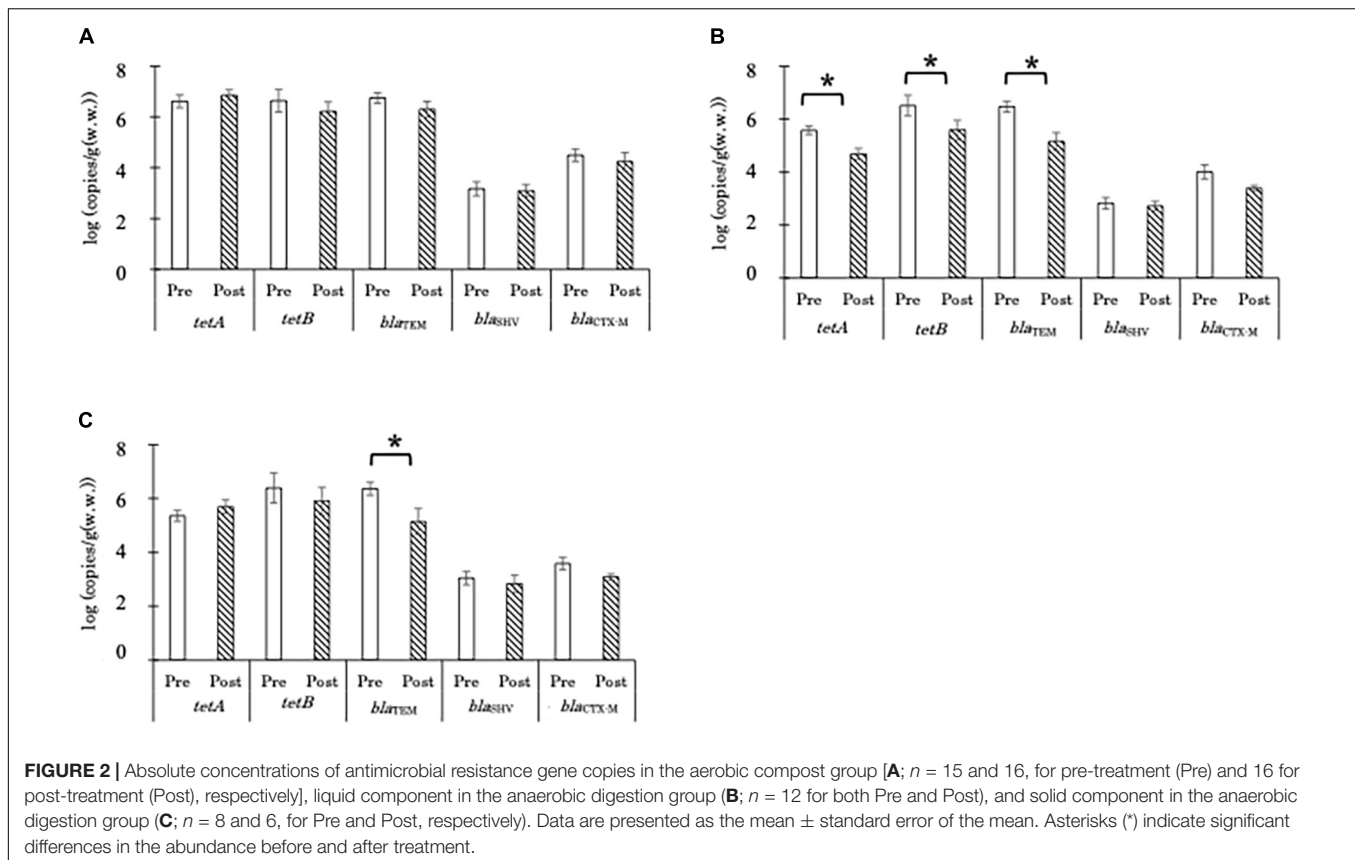 A
log (copies/g(w.w.))
8
6
4
2
0
Pre Post Pre Post Pre Post Pre Post Pre Post
tetA tetB blaTEM blaSHV blaCTX-M
B
log (copies/g(w.w.))
8
6
4
2
0
* * *
Pre Post Pre Post Pre Post Pre Post Pre Post
tetA tetB blaTEM blaSHV blaCTX-M
C
log (copies/g(w.w.))
8
6
4
2
0
*
Pre Post Pre Post Pre Post Pre Post Pre Post
tetA tetB blaTEM blaSHV blaCTX-M
FIGURE 2 | Absolute concentrations of antimicrobial resistance gene copies in the aerobic compost group [A; n = 15 and 16, for pre-treatment (Pre) and 16 for
post-treatment (Post), respectively], liquid component in the anaerobic digestion group (B; n = 12 for both Pre and Post), and solid component in the anaerobic
digestion group (C; n = 8 and 6, for Pre and Post, respectively). Data are presented as the mean ± standard error of the mean. Asterisks (*) indicate significant
differences in the abundance before and after treatment.